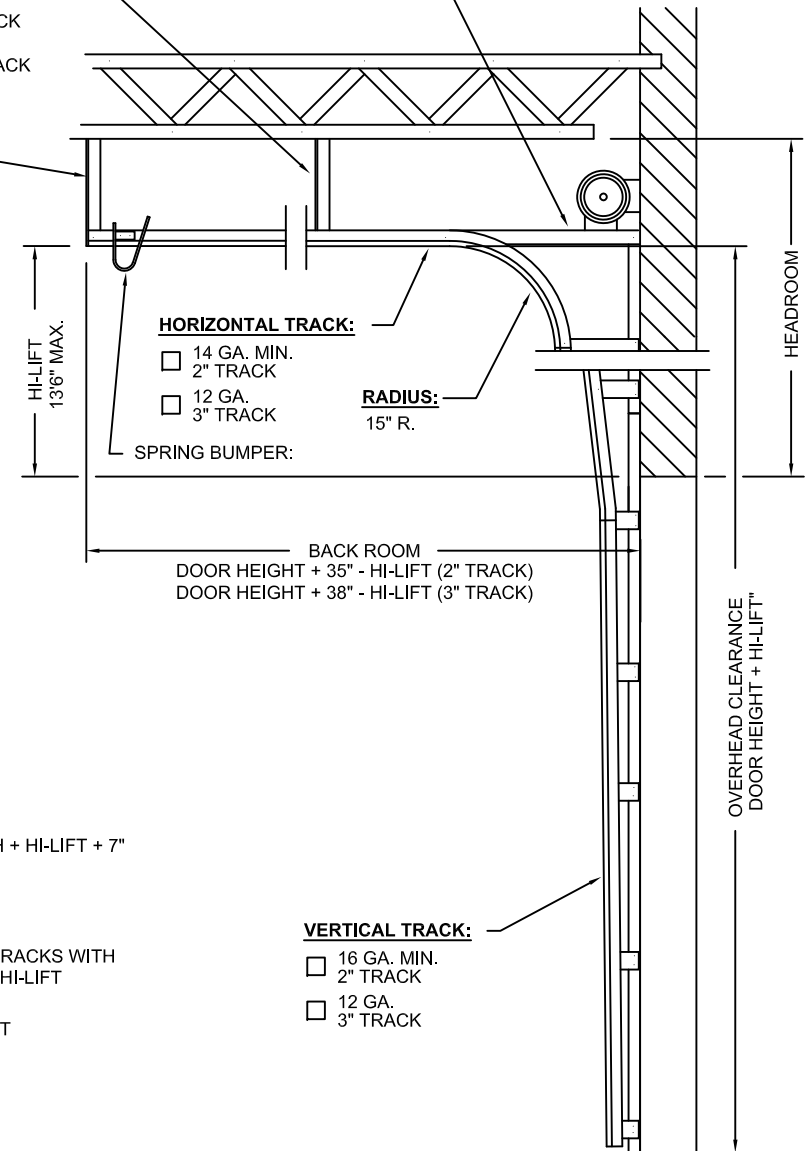 CK
ACK
HI-LIFT
13'6" MAX.
HORIZONTAL TRACK:
14 GA. MIN.
2" TRACK
12 GA.
3" TRACK
RADIUS:
15" R.
SPRING BUMPER:
HEADROOM
BACK ROOM
DOOR HEIGHT + 35" - HI-LIFT (2" TRACK)
DOOR HEIGHT + 38" - HI-LIFT (3" TRACK)
OVERHEAD CLEARANCE
DOOR HEIGHT + HI-LIFT"
H + HI-LIFT + 7"
RACKS WITH
HI-LIFT
T
VERTICAL TRACK:
16 GA. MIN.
2" TRACK
12 GA.
3" TRACK